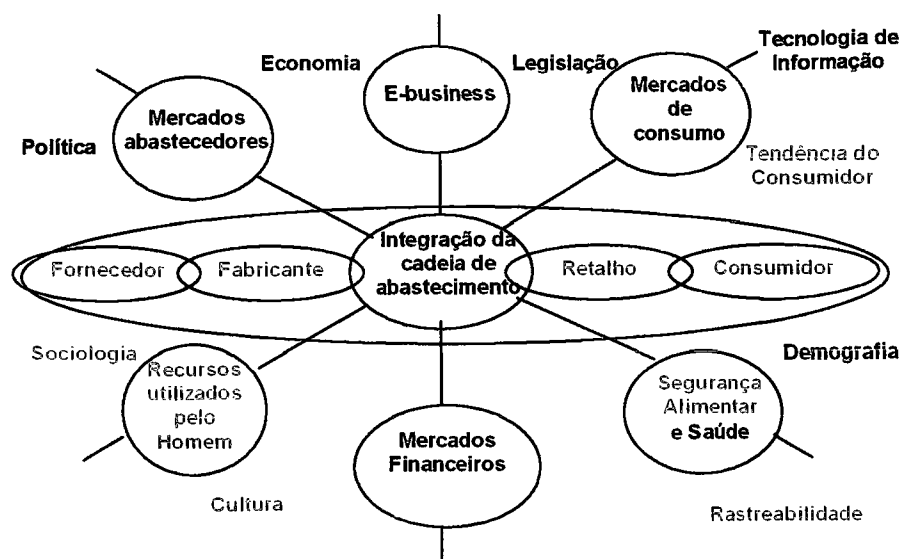 Economia
Legislação
Tecnologia de
Informação
E-business
Mercados
de
consumo
Mercados
abastecedores
Política
Tendência do
Consumidor
Integração da
cadeia de
abastecimento
Fornecedor
Fabricante
Retalho
Consumidor
Sociologia
Demografia
Recursos
utilizados
pelo
Homem
Segurança
Alimentar
e Saúde
Mercados
Financeiros
Cultura
Rastreabilidade